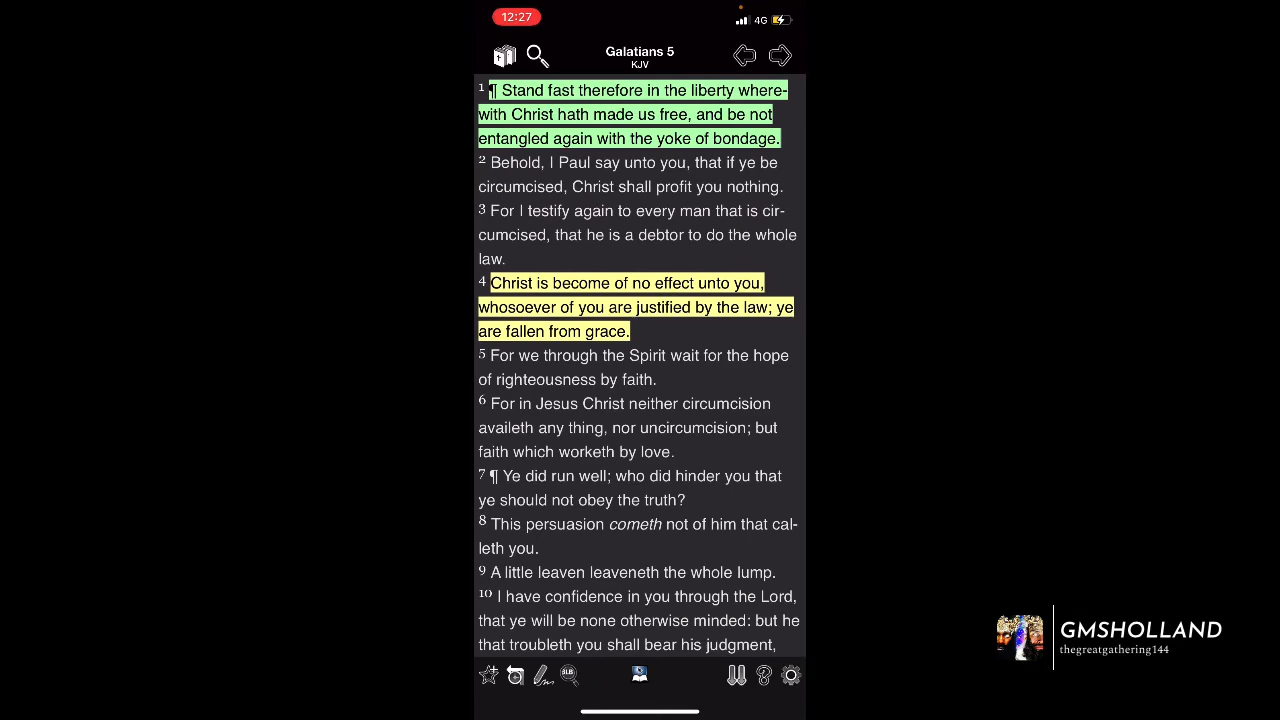 12:27
4G
Galatians 5
KJV
1 ¶ Stand fast therefore in the liberty where-
with Christ hath made us free, and be not
entangled again with the yoke of bondage.
2 Behold, I Paul say unto you, that if ye be
circumcised, Christ shall profit you nothing.
3 For I testify again to every man that is cir-
cumcised, that he is a debtor to do the whole
law.
4 Christ is become of no effect unto you,
whosoever of you are justified by the law; ye
are fallen from grace.
5 For we through the Spirit wait for the hope
of righteousness by faith.
6 For in Jesus Christ neither circumcision
availeth any thing, nor uncircumcision; but
faith which worketh by love.
7 ¶ Ye did run well; who did hinder you that
ye should not obey the truth?
8 This persuasion cometh not of him that cal-
leth you.
9 A little leaven leaveneth the whole lump.
10 I have confidence in you through the Lord,
that ye will be none otherwise minded: but he
that troubleth you shall bear his judgment,
BLB
GMSHOLLAND
thegreatgathering144